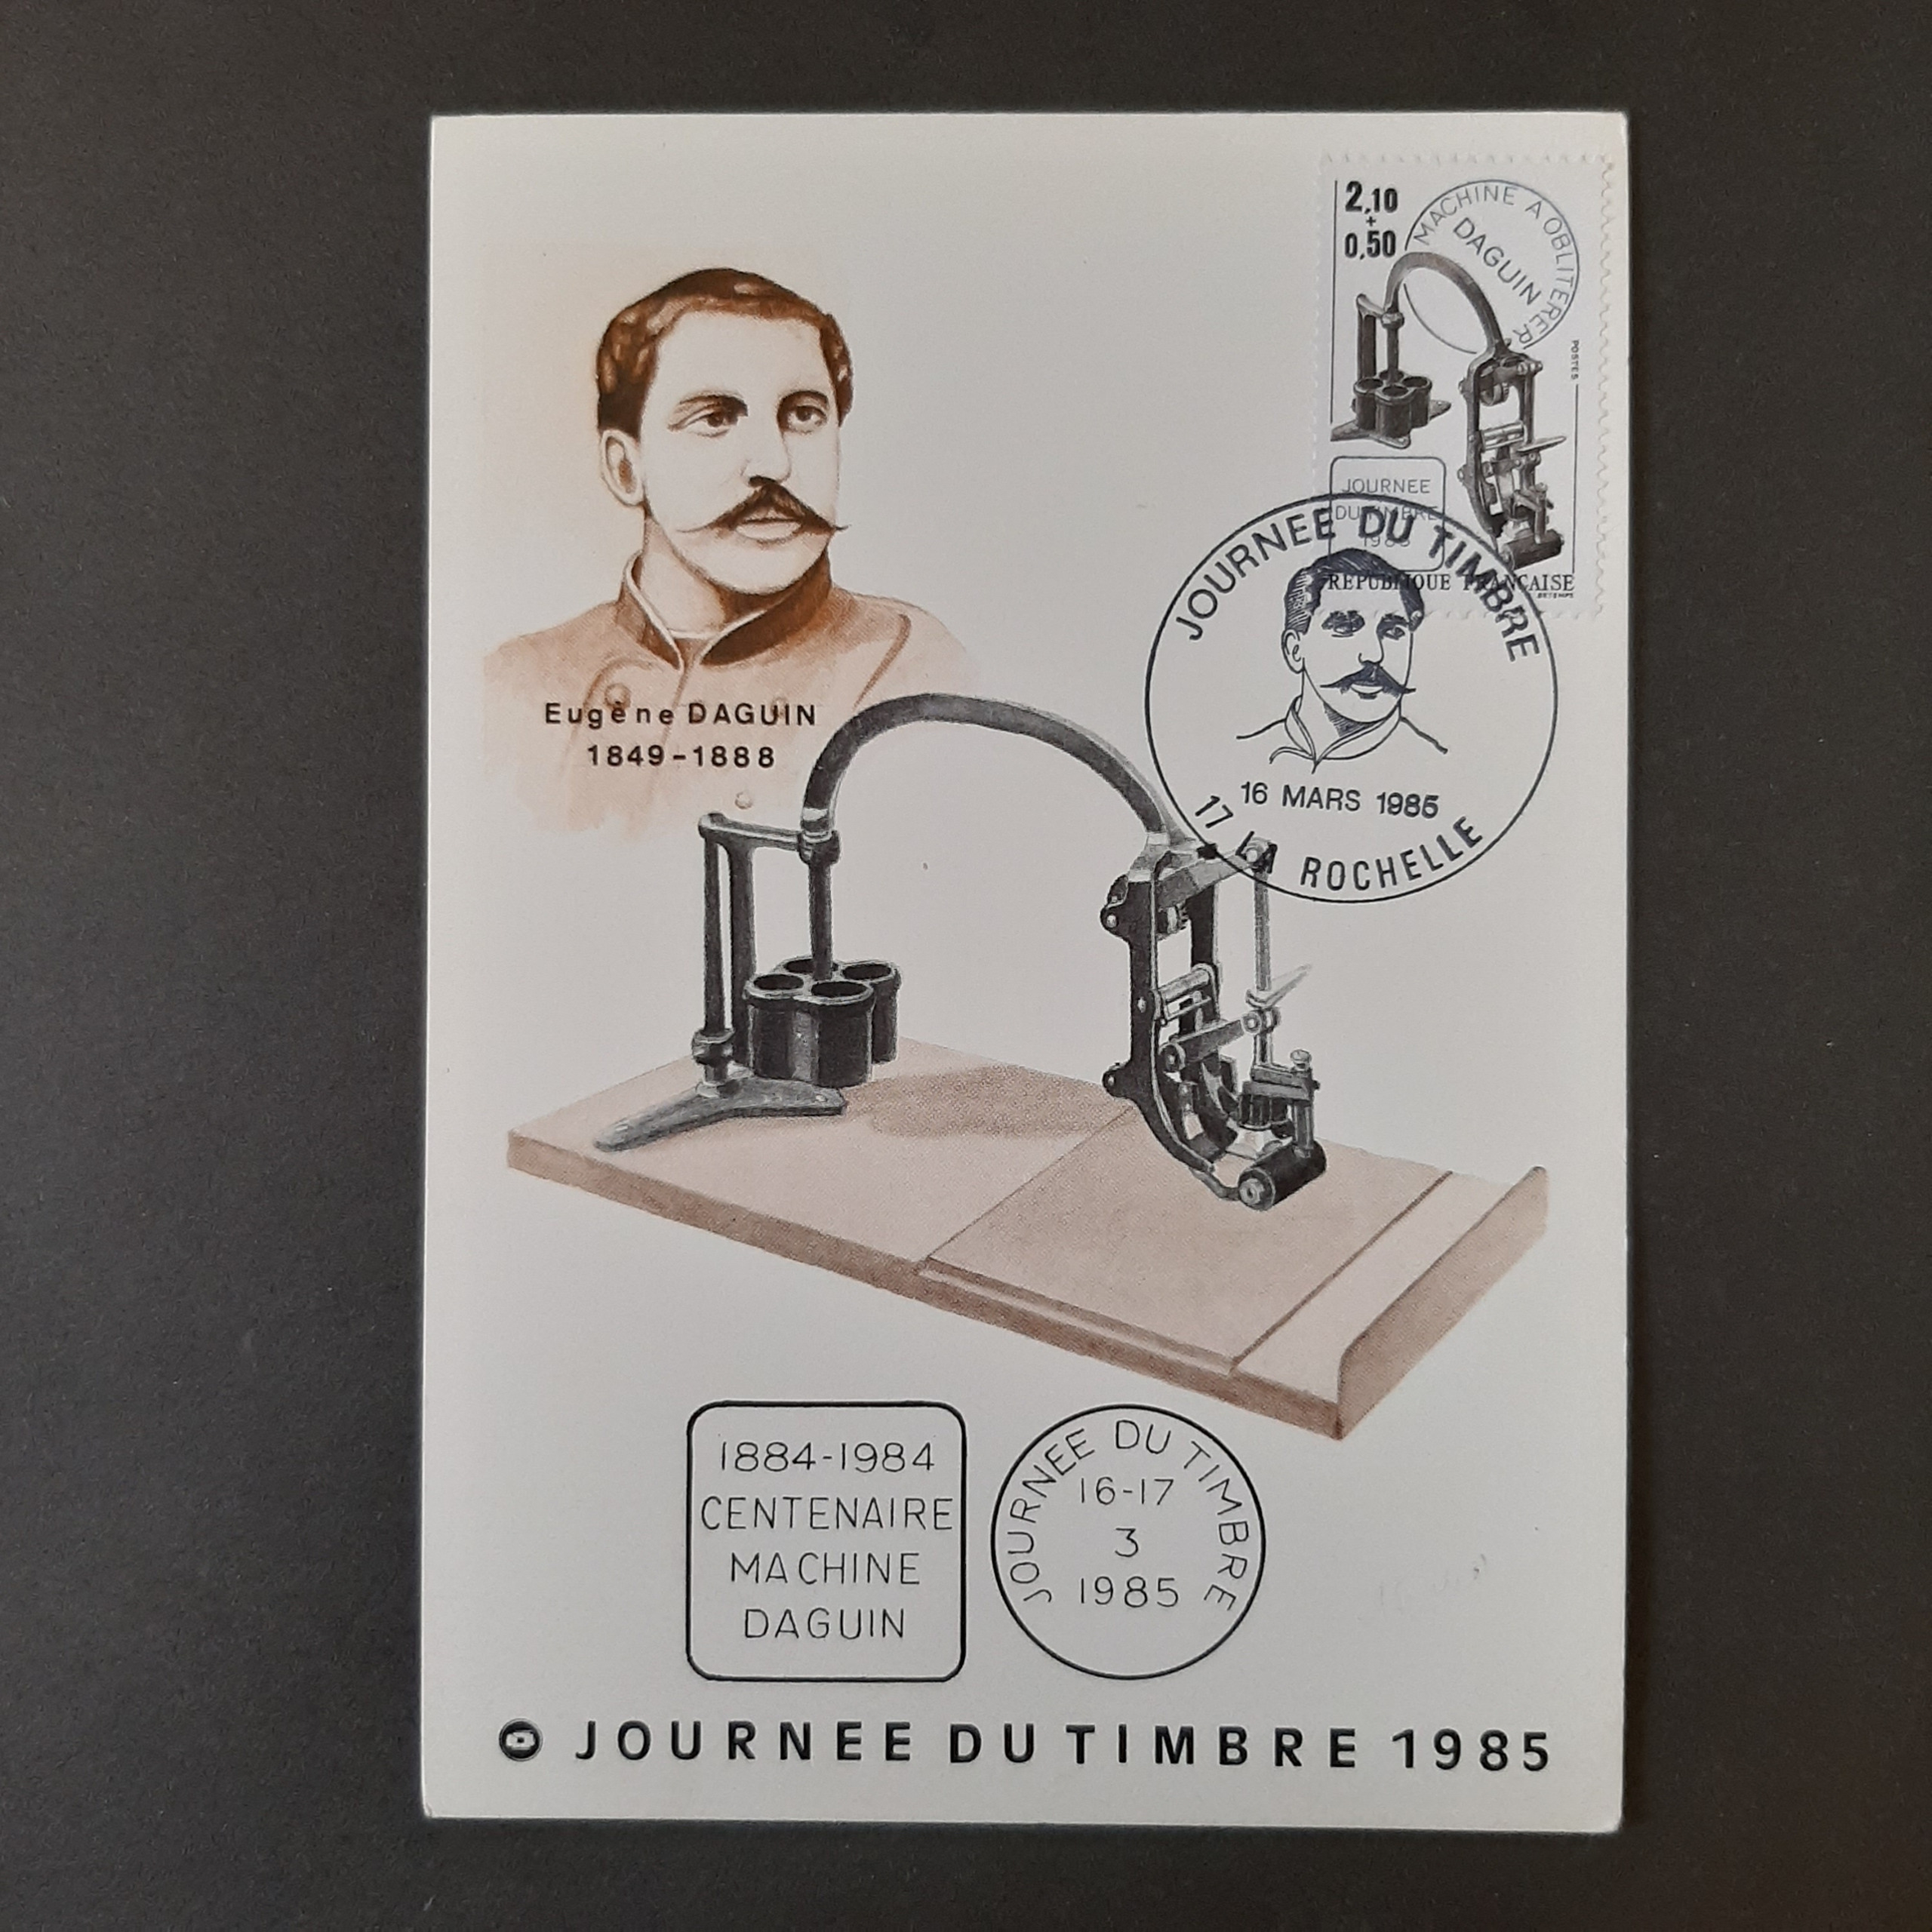 2,10
+
0,50
MACHINE A OBLITERER
DAGUIN
POSTES
JOURNEE
DU TIMBRE
1985
REPUBLIQUE FRANÇAISE
JOURNEE DU TIMBRE
16 MARS 1985
17 LA ROCHELLE
Eugène DAGUIN
1849-1888
1884-1984
CENTENAIRE
MACHINE
DAGUIN
JOURNEE DU TIMBRE
16-17
3
1985
JOURNEE DU TIMBRE 1985